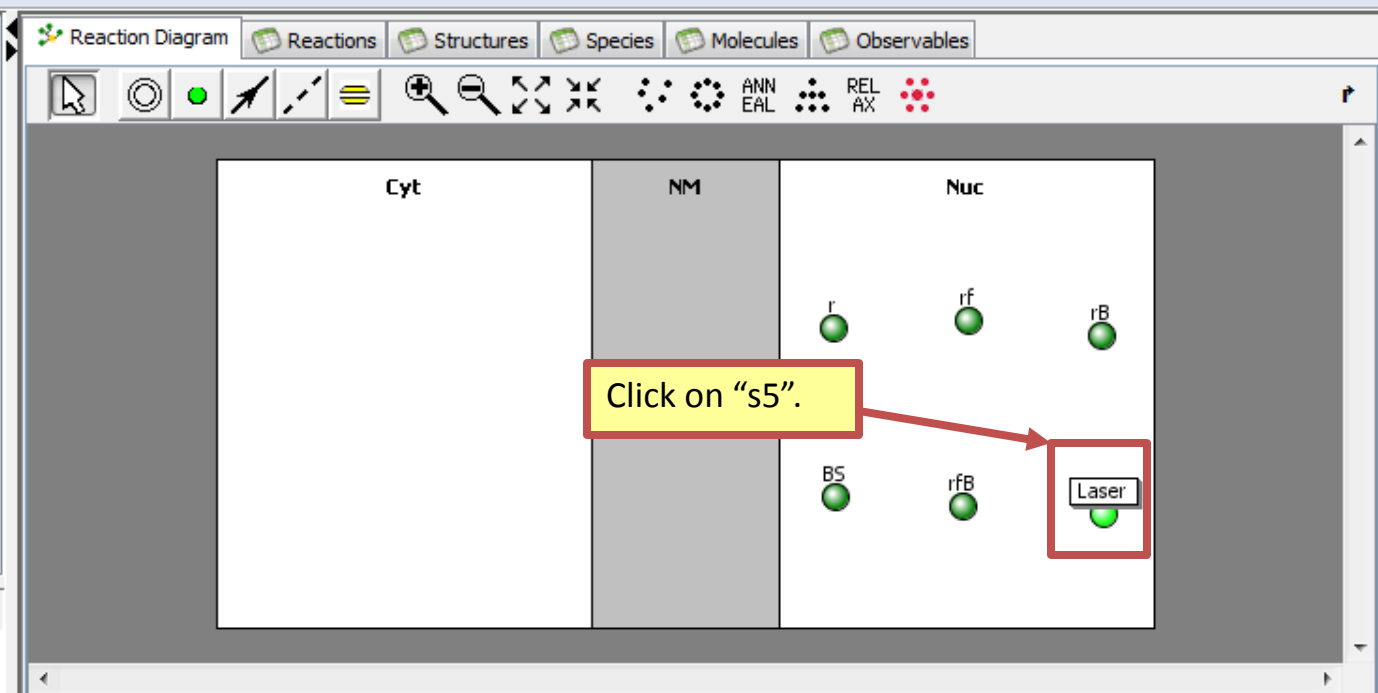 Reaction Diagram Reactions Structures Species Molecules Observables
ANN EAL REL AX
Cyt NM Nuc
r rf rB
Click on “s5”.
BS rfB Laser